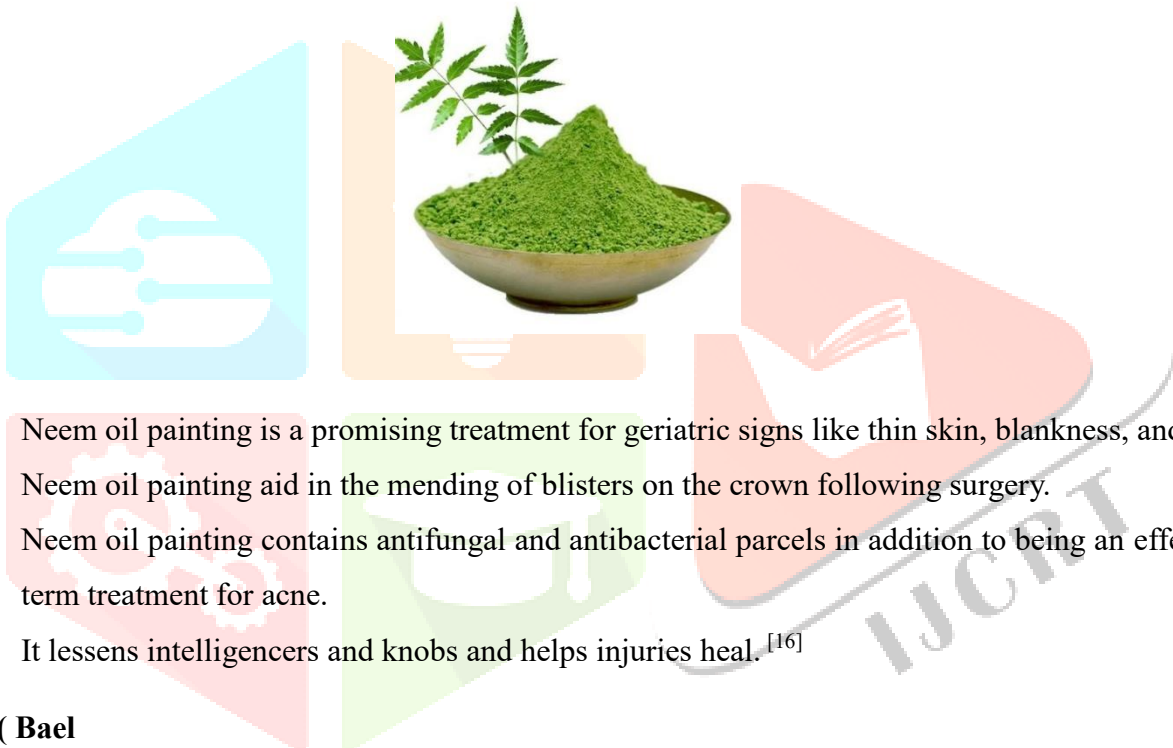 Neem oil painting is a promising treatment for geriatric signs like thin skin, blankness, and
Neem oil painting aid in the mending of blisters on the crown following surgery.
Neem oil painting contains antifungal and antibacterial parcels in addition to being an effe
term treatment for acne.
It lessens intelligencers and knobs and helps injuries heal. [16]
( Bael
IJCRT